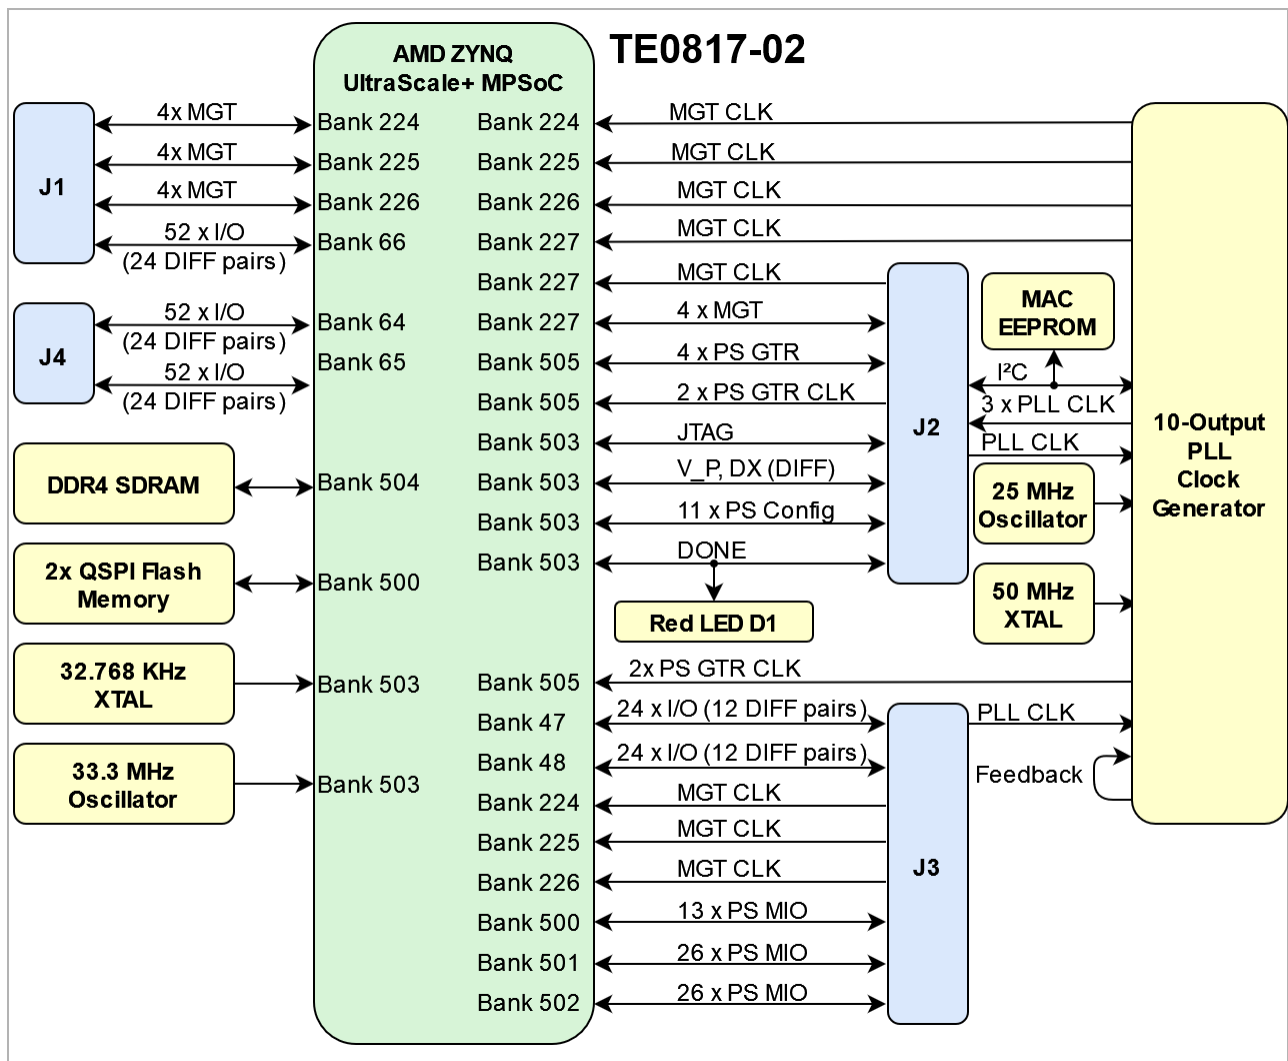 TE0817-02
AMD ZYNQ
UltraScale+ MPSoC
J1
4x MGT
Bank 224
4x MGT
Bank 225
4x MGT
Bank 226
52 x I/O
(24 DIFF pairs)
Bank 66
J4
52 x I/O
(24 DIFF pairs)
Bank 64
52 x I/O
(24 DIFF pairs)
Bank 65
DDR4 SDRAM
Bank 504
2x QSPI Flash
Memory
Bank 500
32.768 KHz
XTAL
Bank 503
33.3 MHz
Oscillator
Bank 503
Bank 224
MGT CLK
Bank 225
MGT CLK
Bank 226
MGT CLK
Bank 227
MGT CLK
Bank 227
MGT CLK
Bank 227
4 x MGT
Bank 505
4 x PS GTR
Bank 505
2 x PS GTR CLK
Bank 503
JTAG
Bank 503
V_P, DX (DIFF)
Bank 503
11 x PS Config
Bank 503
DONE
Red LED D1
J2
MAC
EEPROM
I²C
3 x PLL CLK
PLL CLK
25 MHz
Oscillator
50 MHz
XTAL
10-Output
PLL
Clock
Generator
Bank 505
2x PS GTR CLK
Bank 47
24 x I/O (12 DIFF pairs)
Bank 48
24 x I/O (12 DIFF pairs)
Bank 224
MGT CLK
Bank 225
MGT CLK
Bank 226
MGT CLK
Bank 500
13 x PS MIO
Bank 501
26 x PS MIO
Bank 502
26 x PS MIO
J3
PLL CLK
Feedback